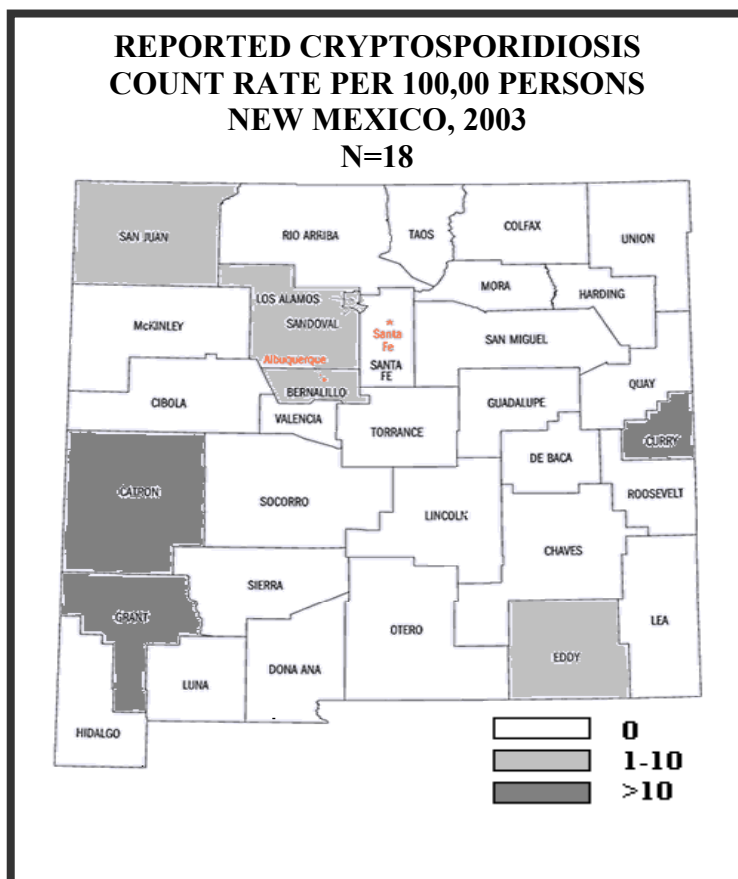 REPORTED CRYPTOSPORIDIOSIS
COUNT RATE PER 100,00 PERSONS
NEW MEXICO, 2003
N=18
SAN JUAN
RIO ARRIBA
TAOS
COLFAX
UNION
LOS ALAMOS
MORA
HARDING
McKINLEY
SANDOVAL
Santa
Fe
SANTA
FE
SAN MIGUEL
Albuquerque
BERNALILLO
QUAY
CIBOLA
VALENCIA
TORRANCE
GUADALUPE
CURRY
DE BACA
CATRON
SOCORRO
LINCOLN
ROOSEVELT
CHAVES
SIERRA
GRANT
OTERO
LEA
EDDY
LUNA
DONA ANA
HIDALGO
0
1-10
>10